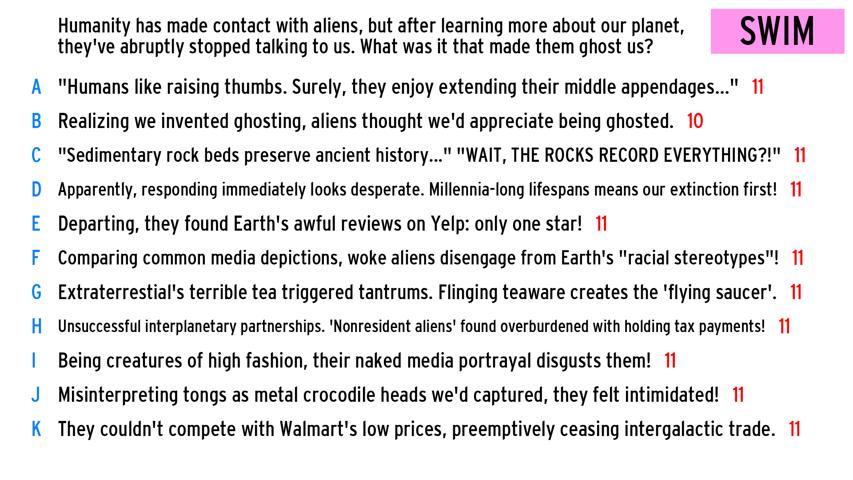 Humanity has made contact with aliens, but after learning more about our planet,
they've abruptly stopped talking to us. What was it that made them ghost us?
SWIM
A "Humans like raising thumbs. Surely, they enjoy extending their middle appendages..." 11
B Realizing we invented ghosting, aliens thought we'd appreciate being ghosted. 10
C "Sedimentary rock beds preserve ancient history..." "WAIT, THE ROCKS RECORD EVERYTHING?!" 11
D Apparently, responding immediately looks desperate. Millennia-long lifespans means our extinction first! 11
E Departing, they found Earth's awful reviews on Yelp: only one star! 11
F Comparing common media depictions, woke aliens disengage from Earth's "racial stereotypes"! 11
G Extraterrestial's terrible tea triggered tantrums. Flinging teaware creates the 'flying saucer'. 11
H Unsuccessful interplanetary partnerships. 'Nonresident aliens' found overburdened with holding tax payments! 11
I Being creatures of high fashion, their naked media portrayal disgusts them! 11
J Misinterpreting tongs as metal crocodile heads we'd captured, they felt intimidated! 11
K They couldn't compete with Walmart's low prices, preemptively ceasing intergalactic trade. 11